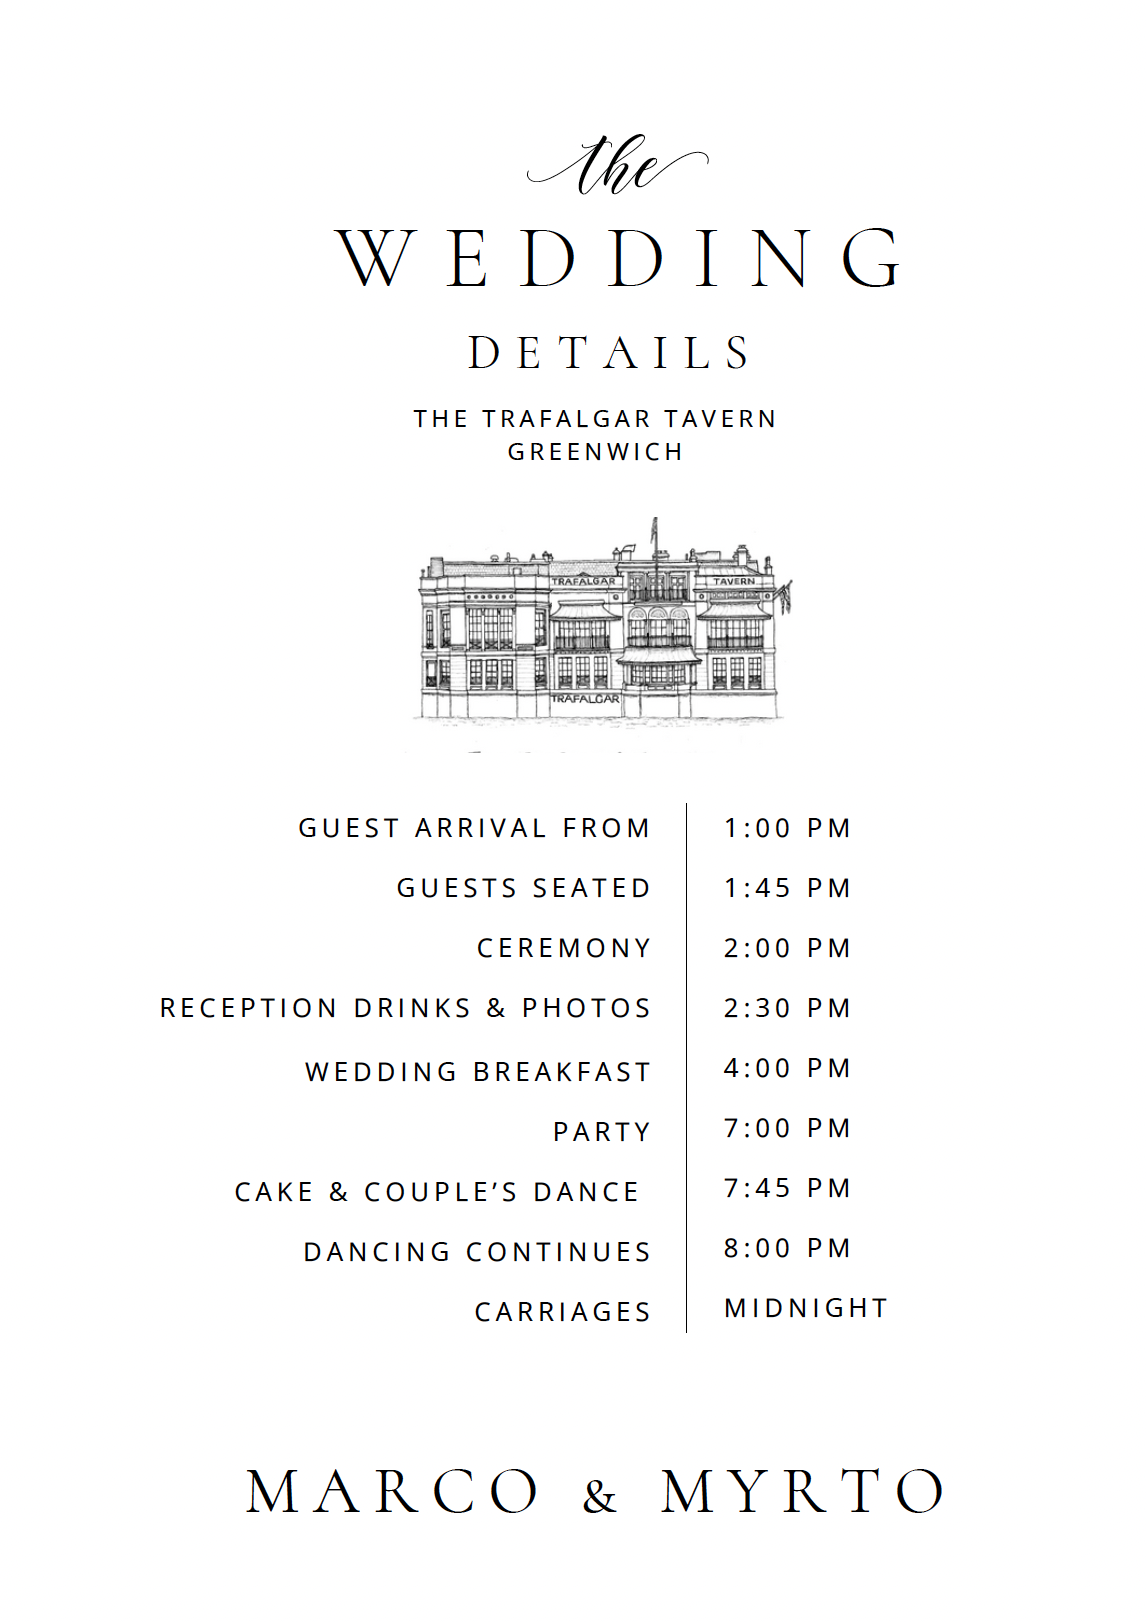 the
WEDDING
DETAILS
THE TRAFALGAR TAVERN
GREENWICH
TRAFALGAR TAVERN
TRAFALGAR
GUEST ARRIVAL FROM 1:00 PM
GUESTS SEATED 1:45 PM
CEREMONY 2:00 PM
RECEPTION DRINKS & PHOTOS 2:30 PM
WEDDING BREAKFAST 4:00 PM
PARTY 7:00 PM
CAKE & COUPLE’S DANCE 7:45 PM
DANCING CONTINUES 8:00 PM
CARRIAGES MIDNIGHT
MARCO & MYRTO